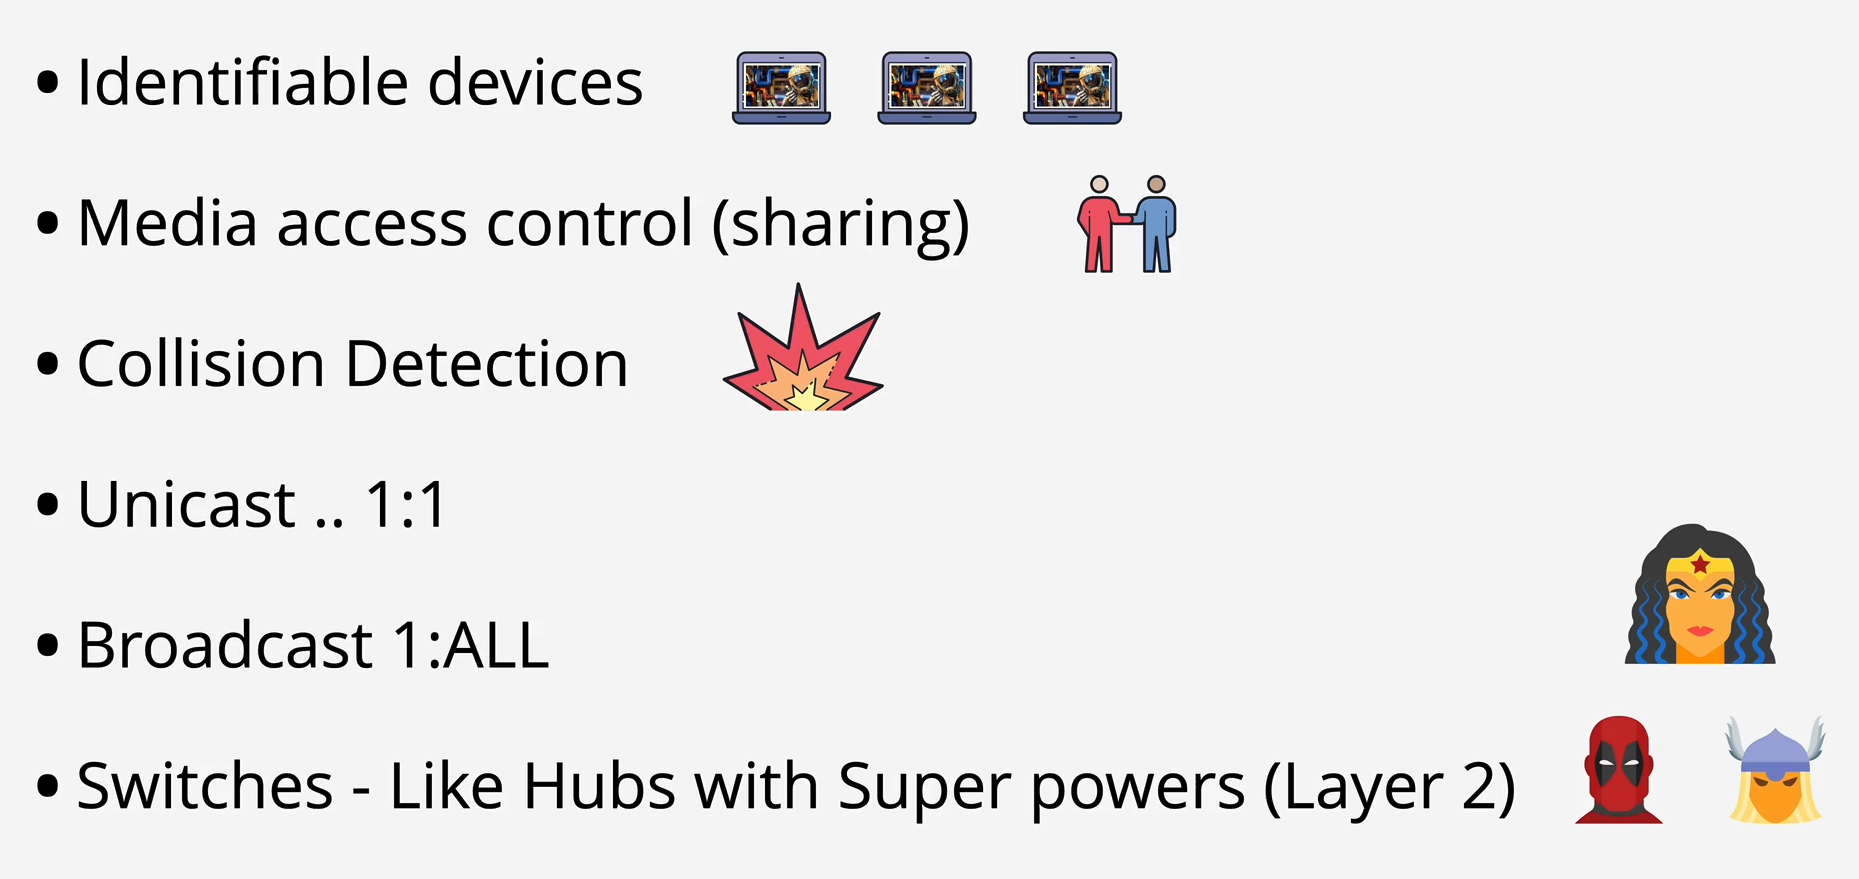 • Identifiable devices
• Media access control (sharing)
• Collision Detection
• Unicast .. 1:1
• Broadcast 1:ALL
• Switches - Like Hubs with Super powers (Layer 2)